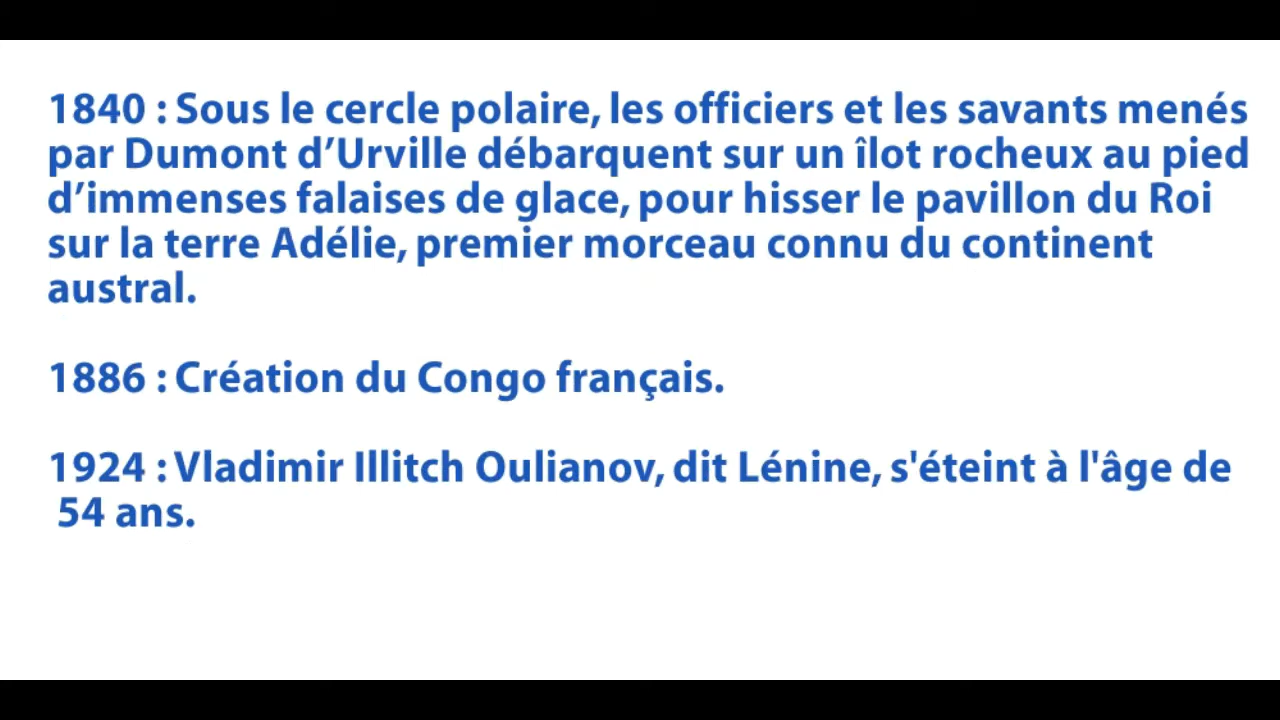 1840 : Sous le cercle polaire, les officiers et les savants menés
par Dumont d’Urville débarquent sur un îlot rocheux au pied
d’immenses falaises de glace, pour hisser le pavillon du Roi
sur la terre Adélie, premier morceau connu du continent
austral.
1886 : Création du Congo français.
1924 : Vladimir Illitch Oulianov, dit Lénine, s'éteint à l'âge de
54 ans.